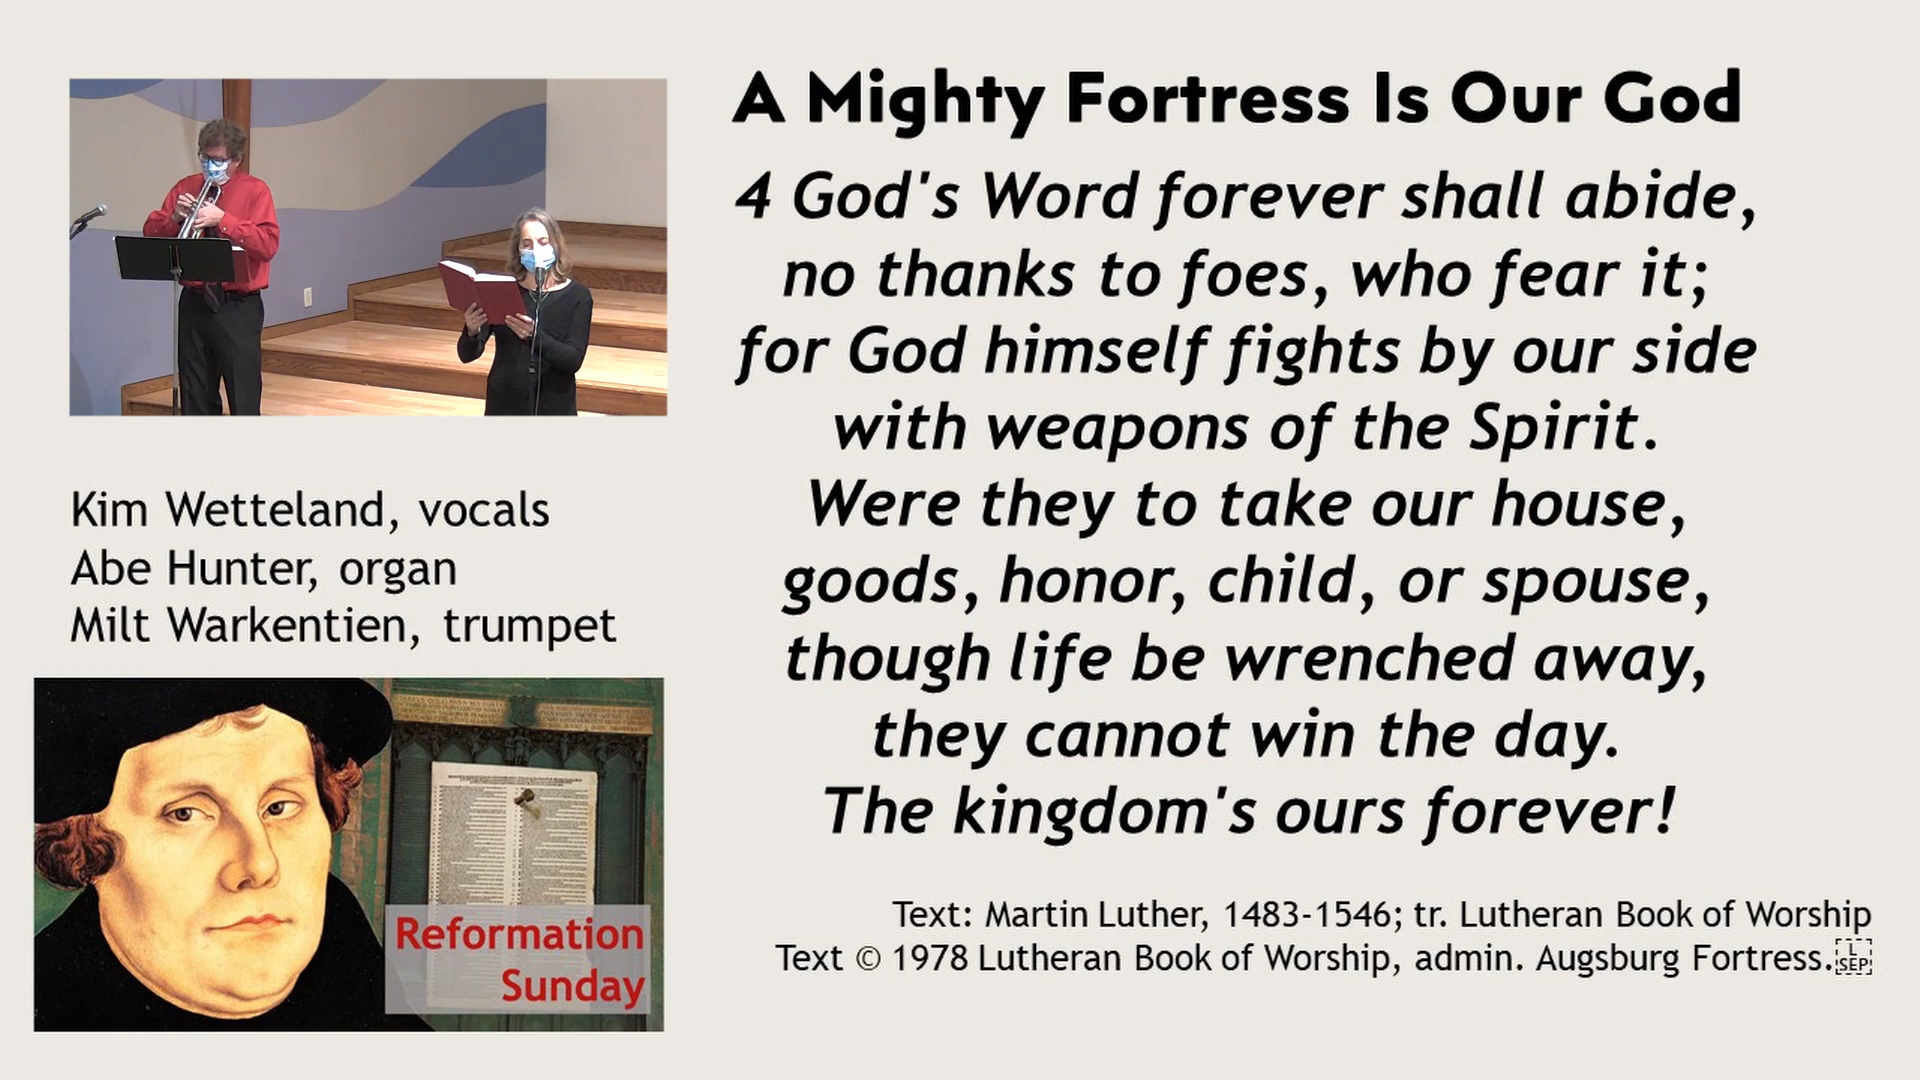 A Mighty Fortress Is Our God
4 God's Word forever shall abide,
no thanks to foes, who fear it;
for God himself fights by our side
with weapons of the Spirit.
Were they to take our house,
goods, honor, child, or spouse,
though life be wrenched away,
they cannot win the day.
The kingdom's ours forever!
Text: Martin Luther, 1483-1546; tr. Lutheran Book of Worship
Text © 1978 Lutheran Book of Worship, admin. Augsburg Fortress.
L SEP
Kim Wetteland, vocals
Abe Hunter, organ
Milt Warkentien, trumpet
Reformation
Sunday